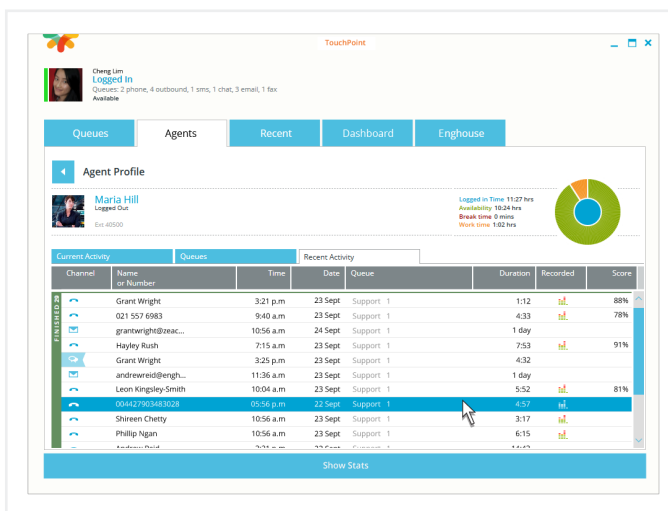 TouchPoint
Cheng Lim
Logged In
Queues: 2 phone, 4 outbound, 1 sms, 1 chat, 3 email, 1 fax
Available
Queues Agents Recent Dashboard Enghouse
Agent Profile
Maria Hill
Logged Out
Ext 40500
Logged in Time 11:27 hrs
Availability 10:24 hrs
Break time 0 mins
Work time 1:02 hrs
Current Activity Queues Recent Activity
Channel Name or Number Time Date Queue Duration Recorded Score
FINISHED 29
Grant Wright 3:21 p.m 23 Sept Support 1 1:12 88%
021 557 6983 9:40 a.m 23 Sept Support 1 4:33 78%
grantwright@zeac... 10:56 a.m 24 Sept Support 1 1 day
Hayley Rush 7:15 a.m 23 Sept Support 1 7:53 91%
Grant Wright 3:25 p.m 23 Sept Support 1 4:32
andrewreid@engh... 11:36 a.m 23 Sept Support 1 1 day
Leon Kingsley-Smith 10:04 a.m 23 Sept Support 1 5:52 81%
004427903483028 05:56 p.m 22 Sept Support 1 4:57
Shireen Chetty 10:56 a.m 23 Sept Support 1 3:17
Phillip Ngan 10:56 a.m 23 Sept Support 1 6:15
Show Stats